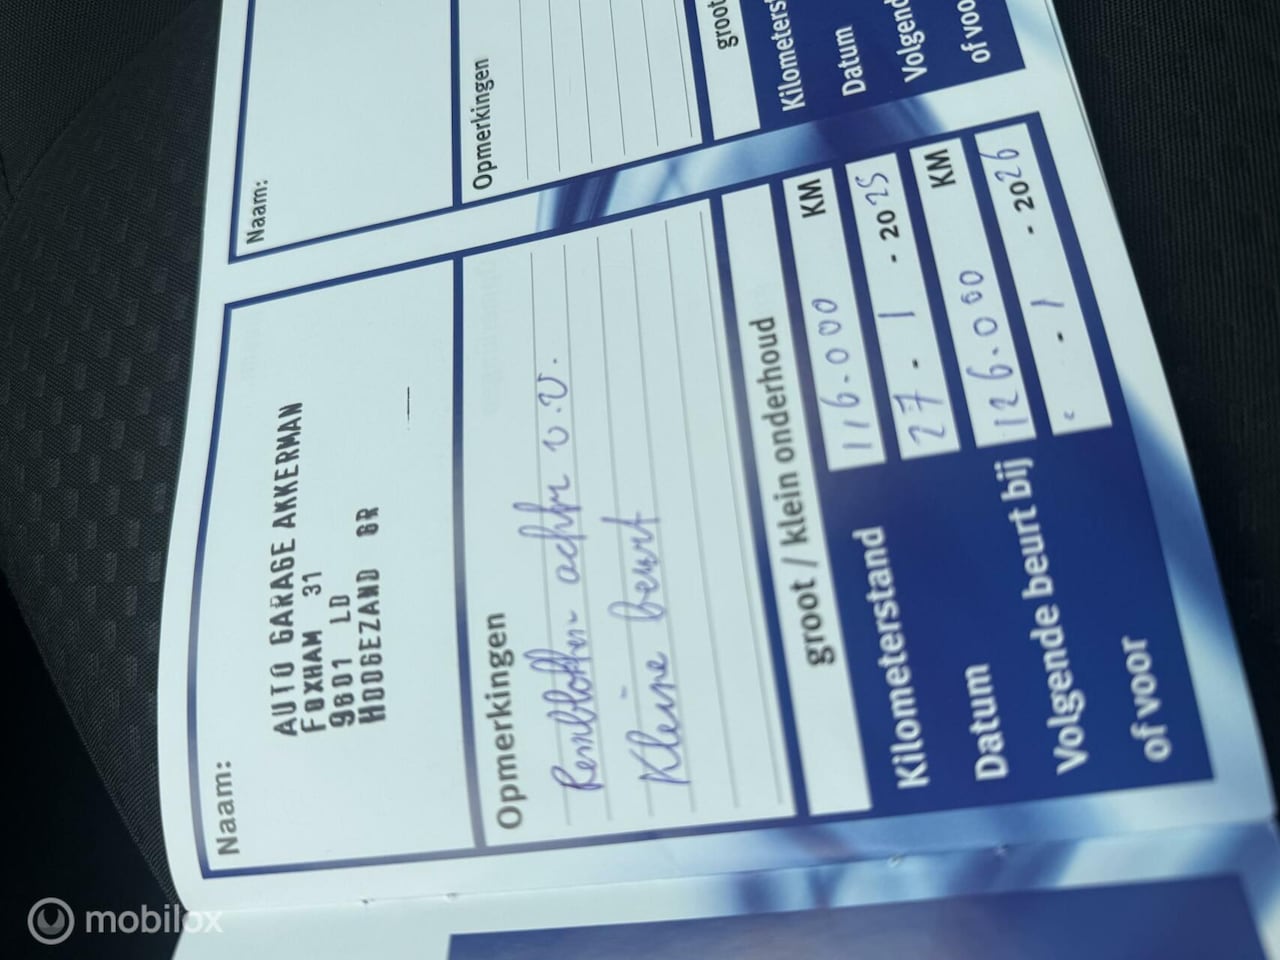 Naam:
AUTO GARAGE AKKERMAN
FOXHAM 31
9601 LD
HOOGEZAND GR
Opmerkingen
Remblokken achter v.v.
Kleine beurt
groot / klein onderhoud
Kilometerstand 116.000 KM
Datum 27 - 1 - 2025
Volgende beurt bij 126.000 KM
of voor - 1 - 2026
Naam:
Opmerkingen
groot
Kilometers
Datum
Volgend
of voo
mobilox